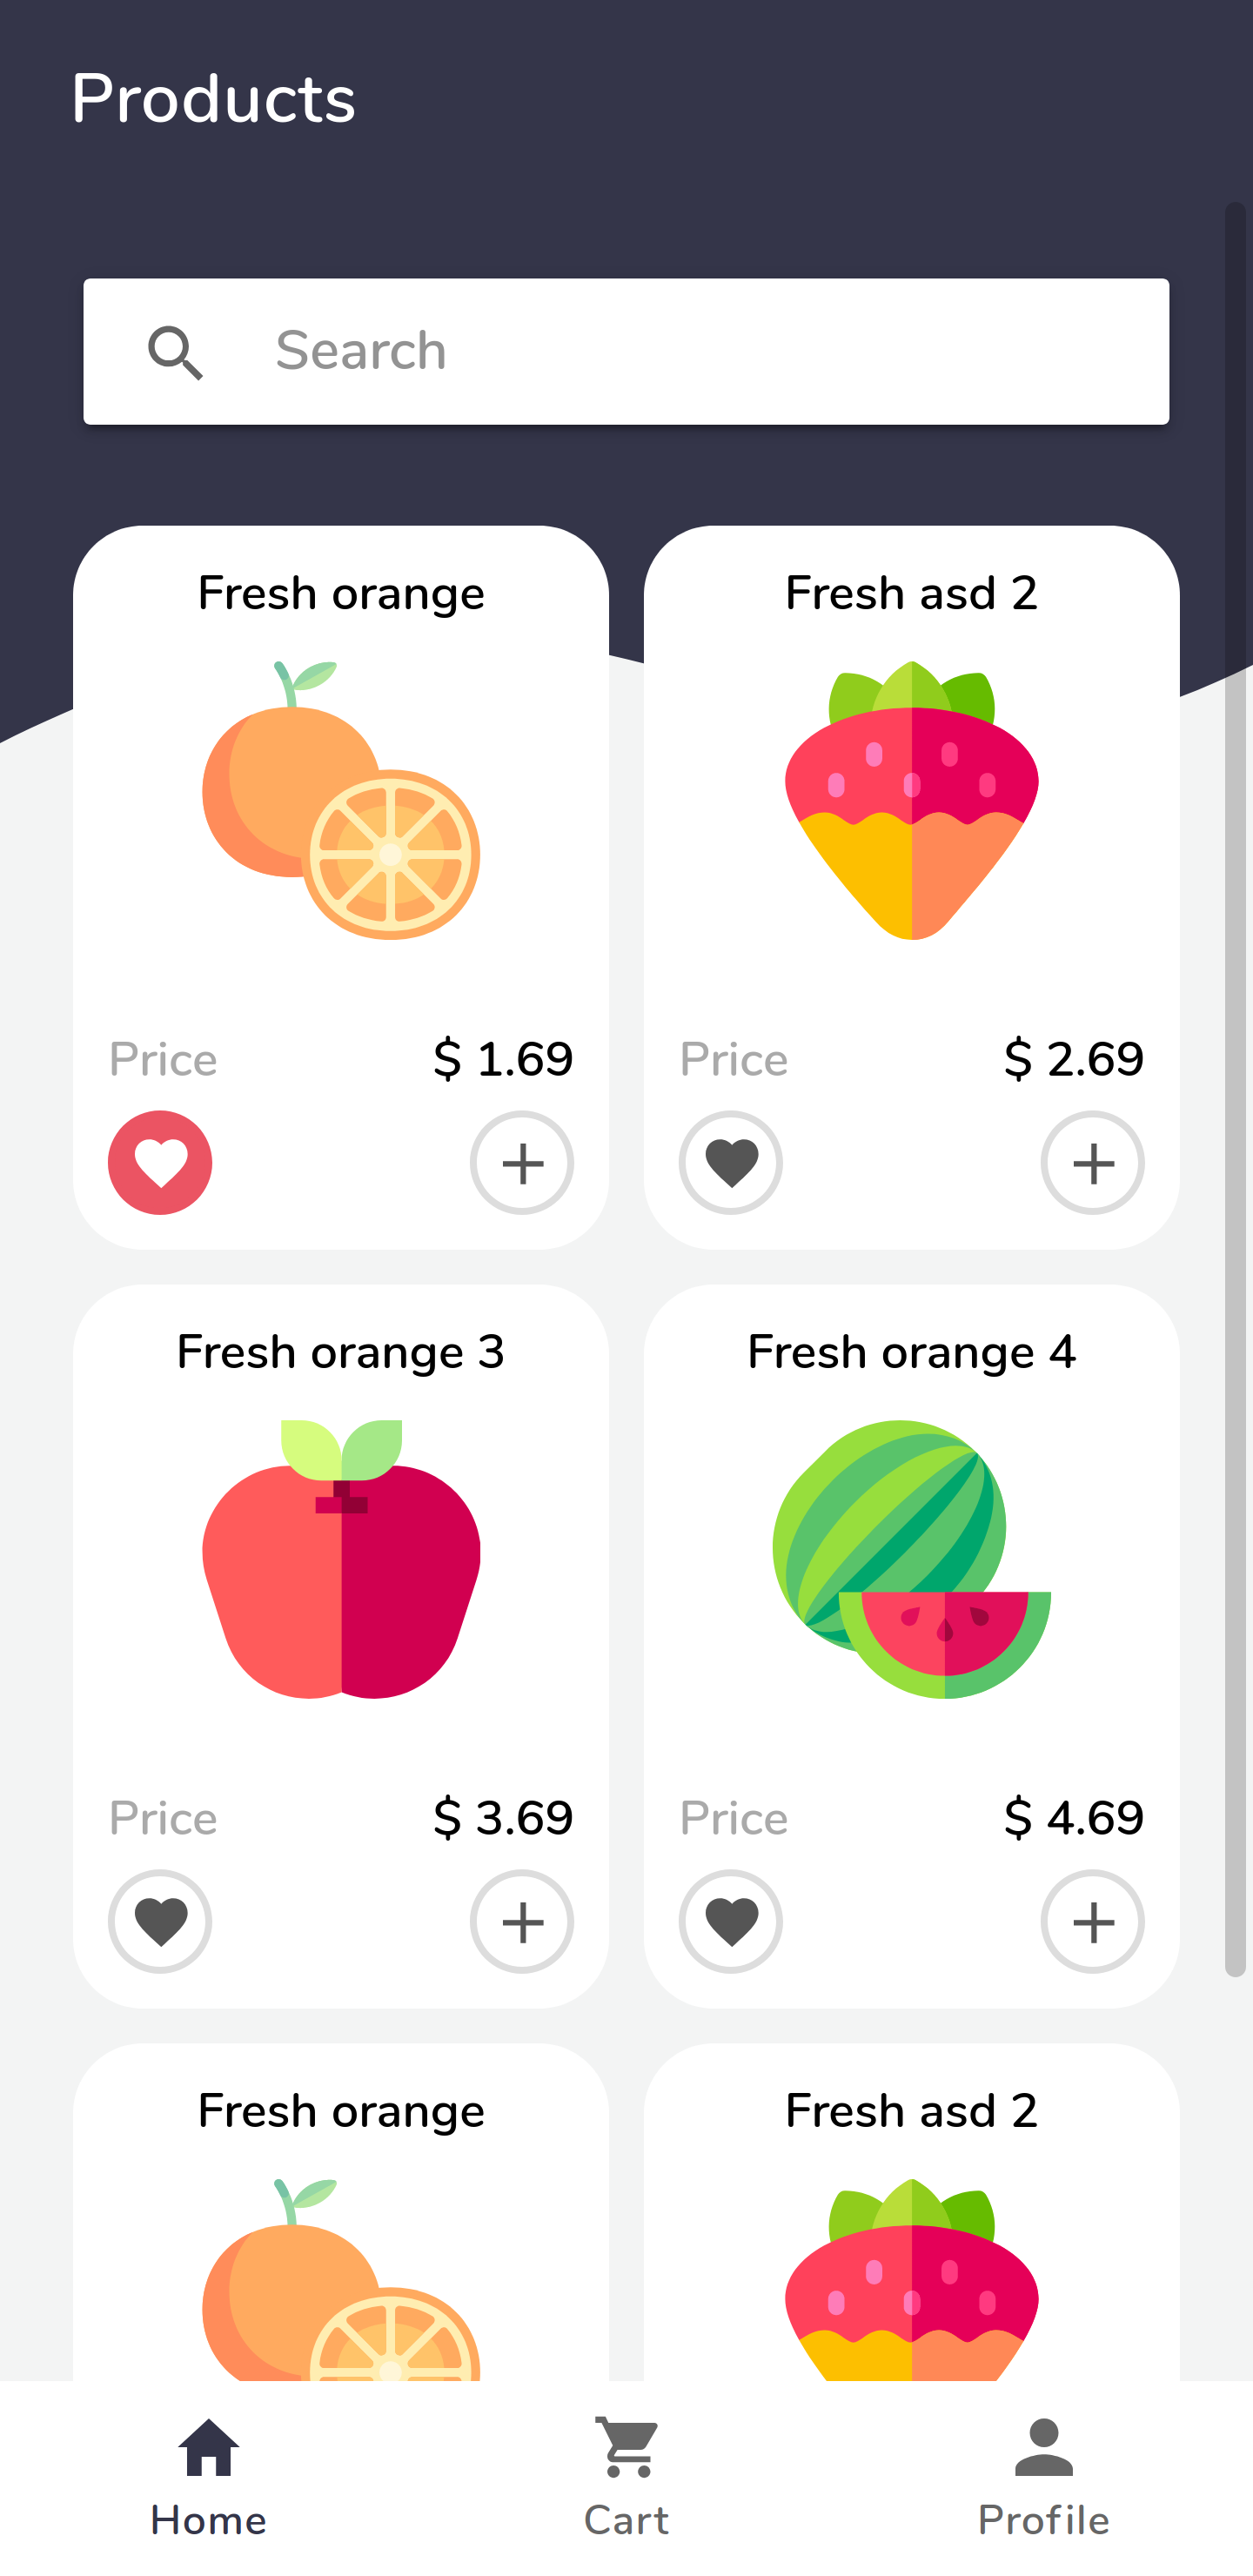 Products
Search
Fresh orange
Fresh asd 2
Price
$ 1.69
Price
$ 2.69
Fresh orange 3
Fresh orange 4
Price
$ 3.69
Price
$ 4.69
Fresh orange
Fresh asd 2
Home
Cart
Profile